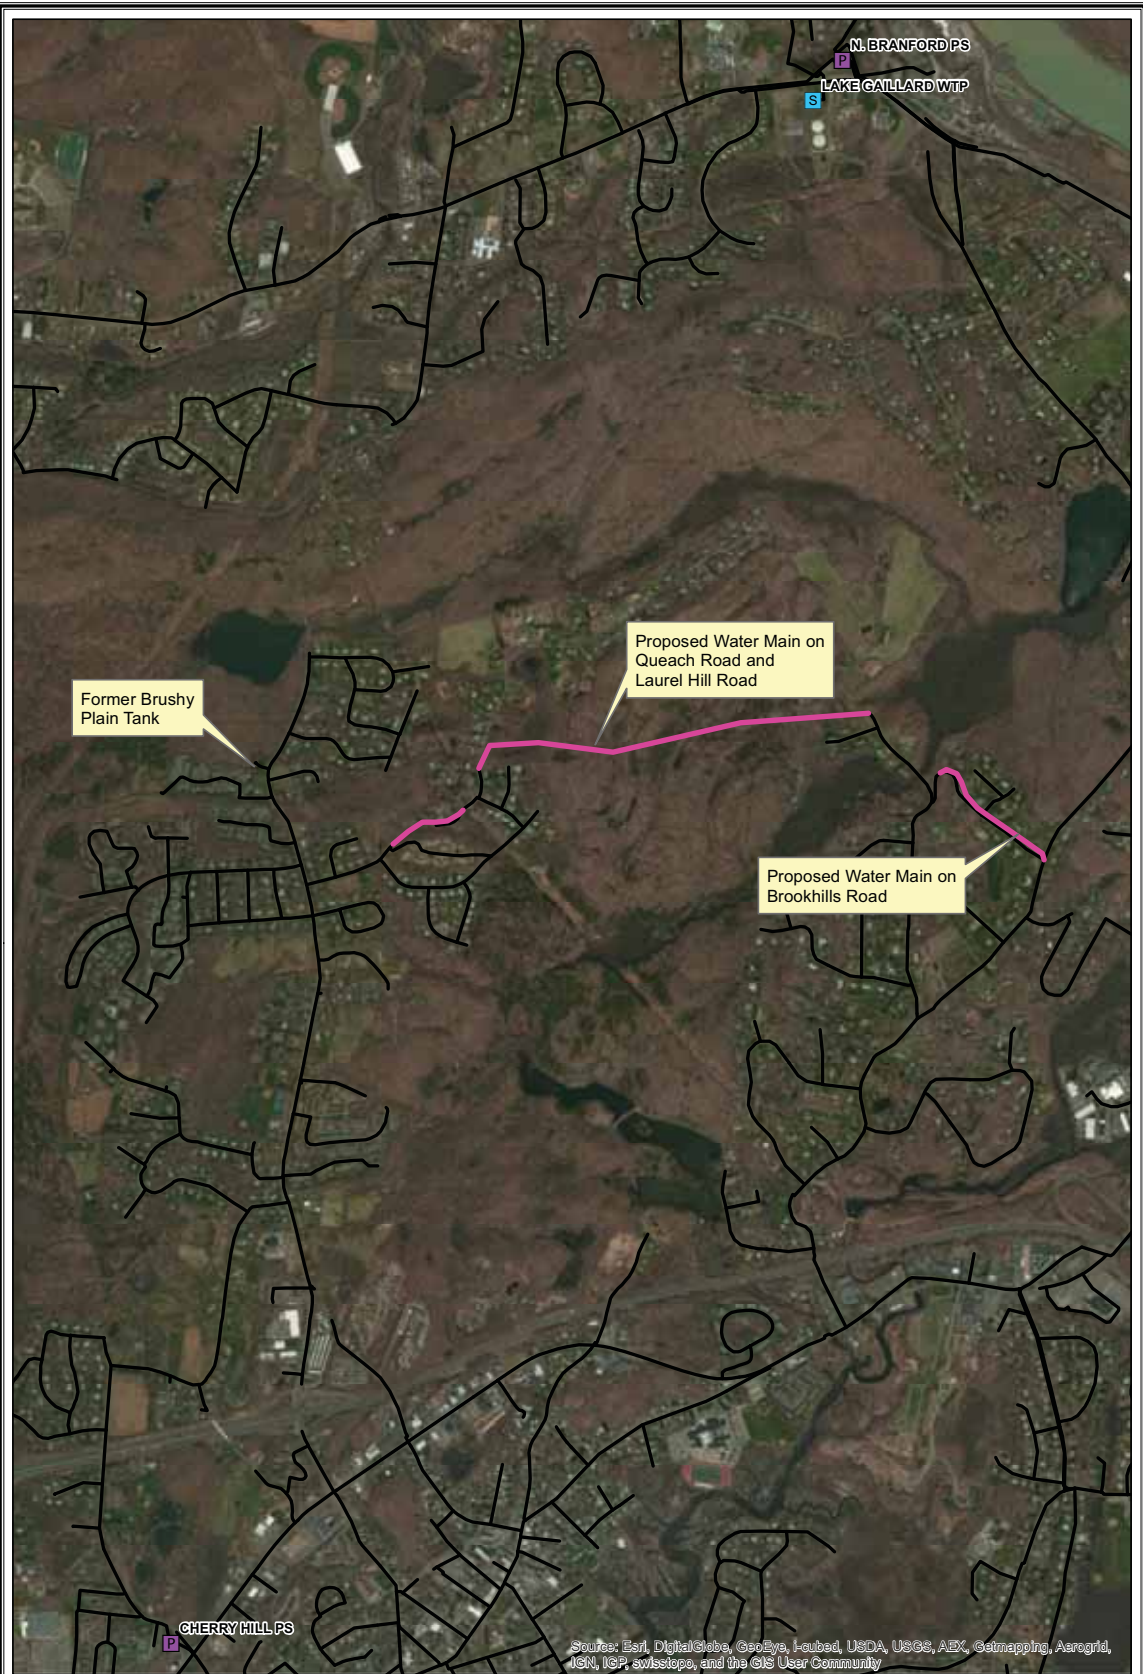 P
N. BRANFORD PS
S
LAKE GAILLARD WTP
Proposed Water Main on
Queach Road and
Laurel Hill Road
Former Brushy
Plain Tank
Proposed Water Main on
Brookhills Road
P
CHERRY HILL PS
Source: Esri, DigitalGlobe, GeoEye, i-cubed, USDA, USGS, AEX, Getmapping, Aerogrid,
IGN, IGP, swisstopo, and the GIS User Community